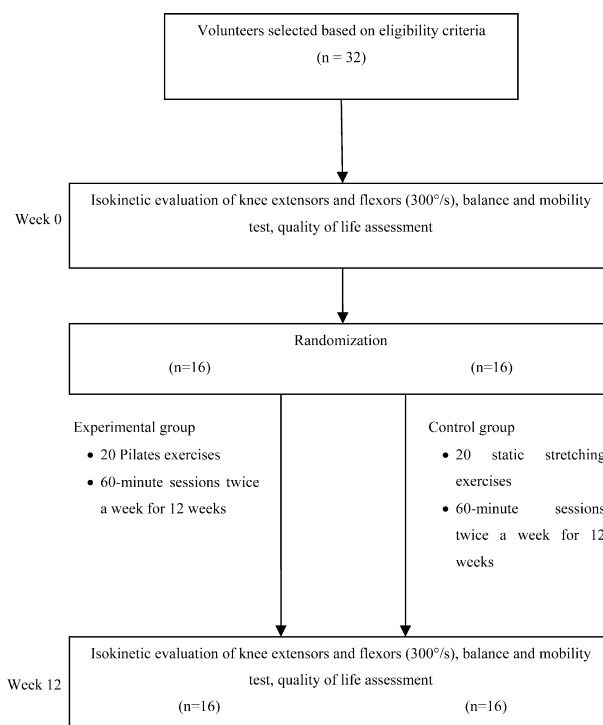 Volunteers selected based on eligibility criteria
(n = 32)
Week 0
Isokinetic evaluation of knee extensors and flexors (300°/s), balance and mobility
test, quality of life assessment
Randomization
(n=16) (n=16)
Experimental group
• 20 Pilates exercises
• 60-minute sessions twice
a week for 12 weeks
Control group
• 20 static stretching
exercises
• 60-minute sessions
twice a week for 12
weeks
Week 12
Isokinetic evaluation of knee extensors and flexors (300°/s), balance and mobility
test, quality of life assessment
(n=16) (n=16)